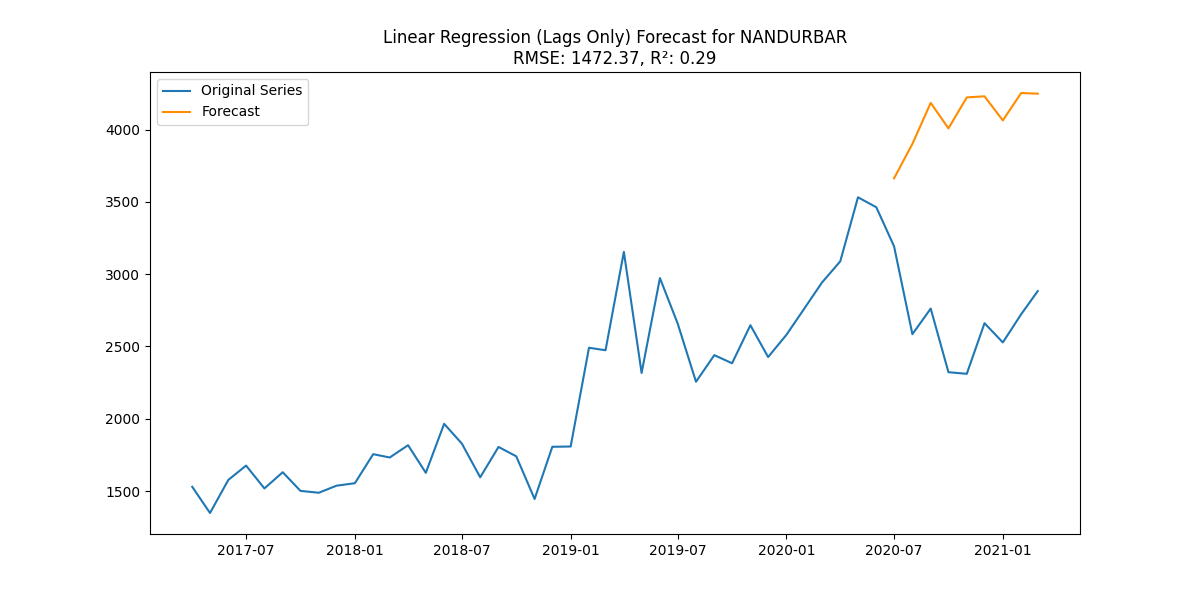 Linear Regression (Lags Only) Forecast for NANDURBAR
RMSE: 1472.37, R²: 0.29
Original Series
Forecast
4000
3500
3000
2500
2000
1500
2017-07 2018-01 2018-07 2019-01 2019-07 2020-01 2020-07 2021-01